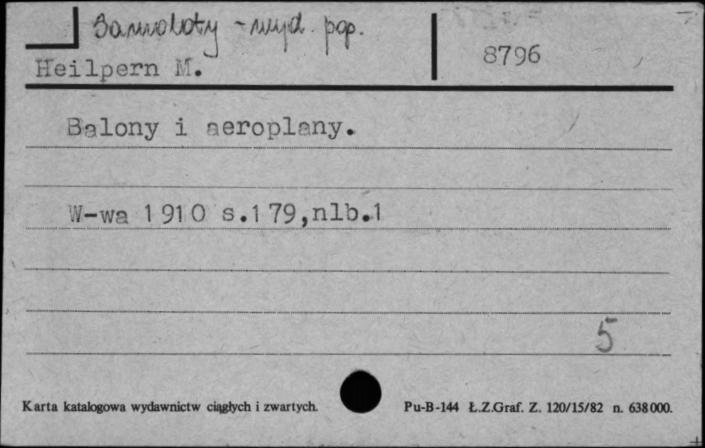 Samoloty - wyd. pop.
Heilpern M.
8796
Balony i aeroplany.
W-wa 1910 s.179,nlb.1
5
Karta katalogowa wydawnictw ciągłych i zwartych.
Pu-B-144 Ł.Z.Graf. Z. 120/15/82 n. 638000.